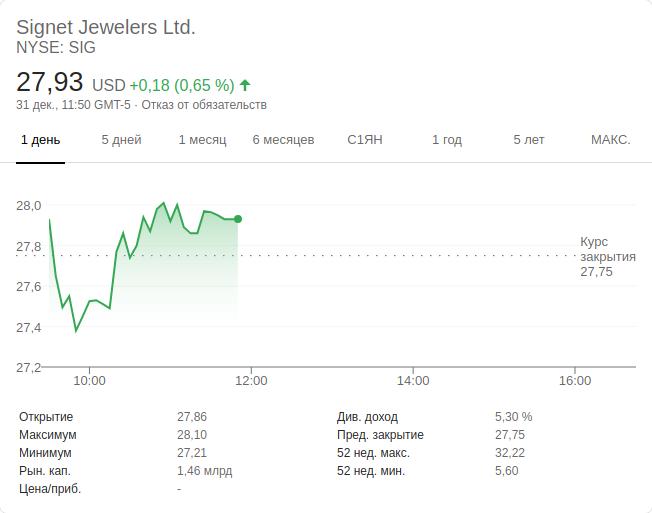 Signet Jewelers Ltd.
NYSE: SIG
27,93 USD +0,18 (0,65 %)
31 дек., 11:50 GMT-5 · Отказ от обязательств
1 день 5 дней 1 месяц 6 месяцев С1ЯН 1 год 5 лет МАКС.
28,0
27,8
27,6
27,4
27,2
Курс
закрытия
27,75
10:00 12:00 14:00 16:00
Открытие 27,86 Див. доход 5,30 %
Максимум 28,10 Пред. закрытие 27,75
Минимум 27,21 52 нед. макс. 32,22
Рын. кап. 1,46 млрд 52 нед. мин. 5,60
Цена/приб. -